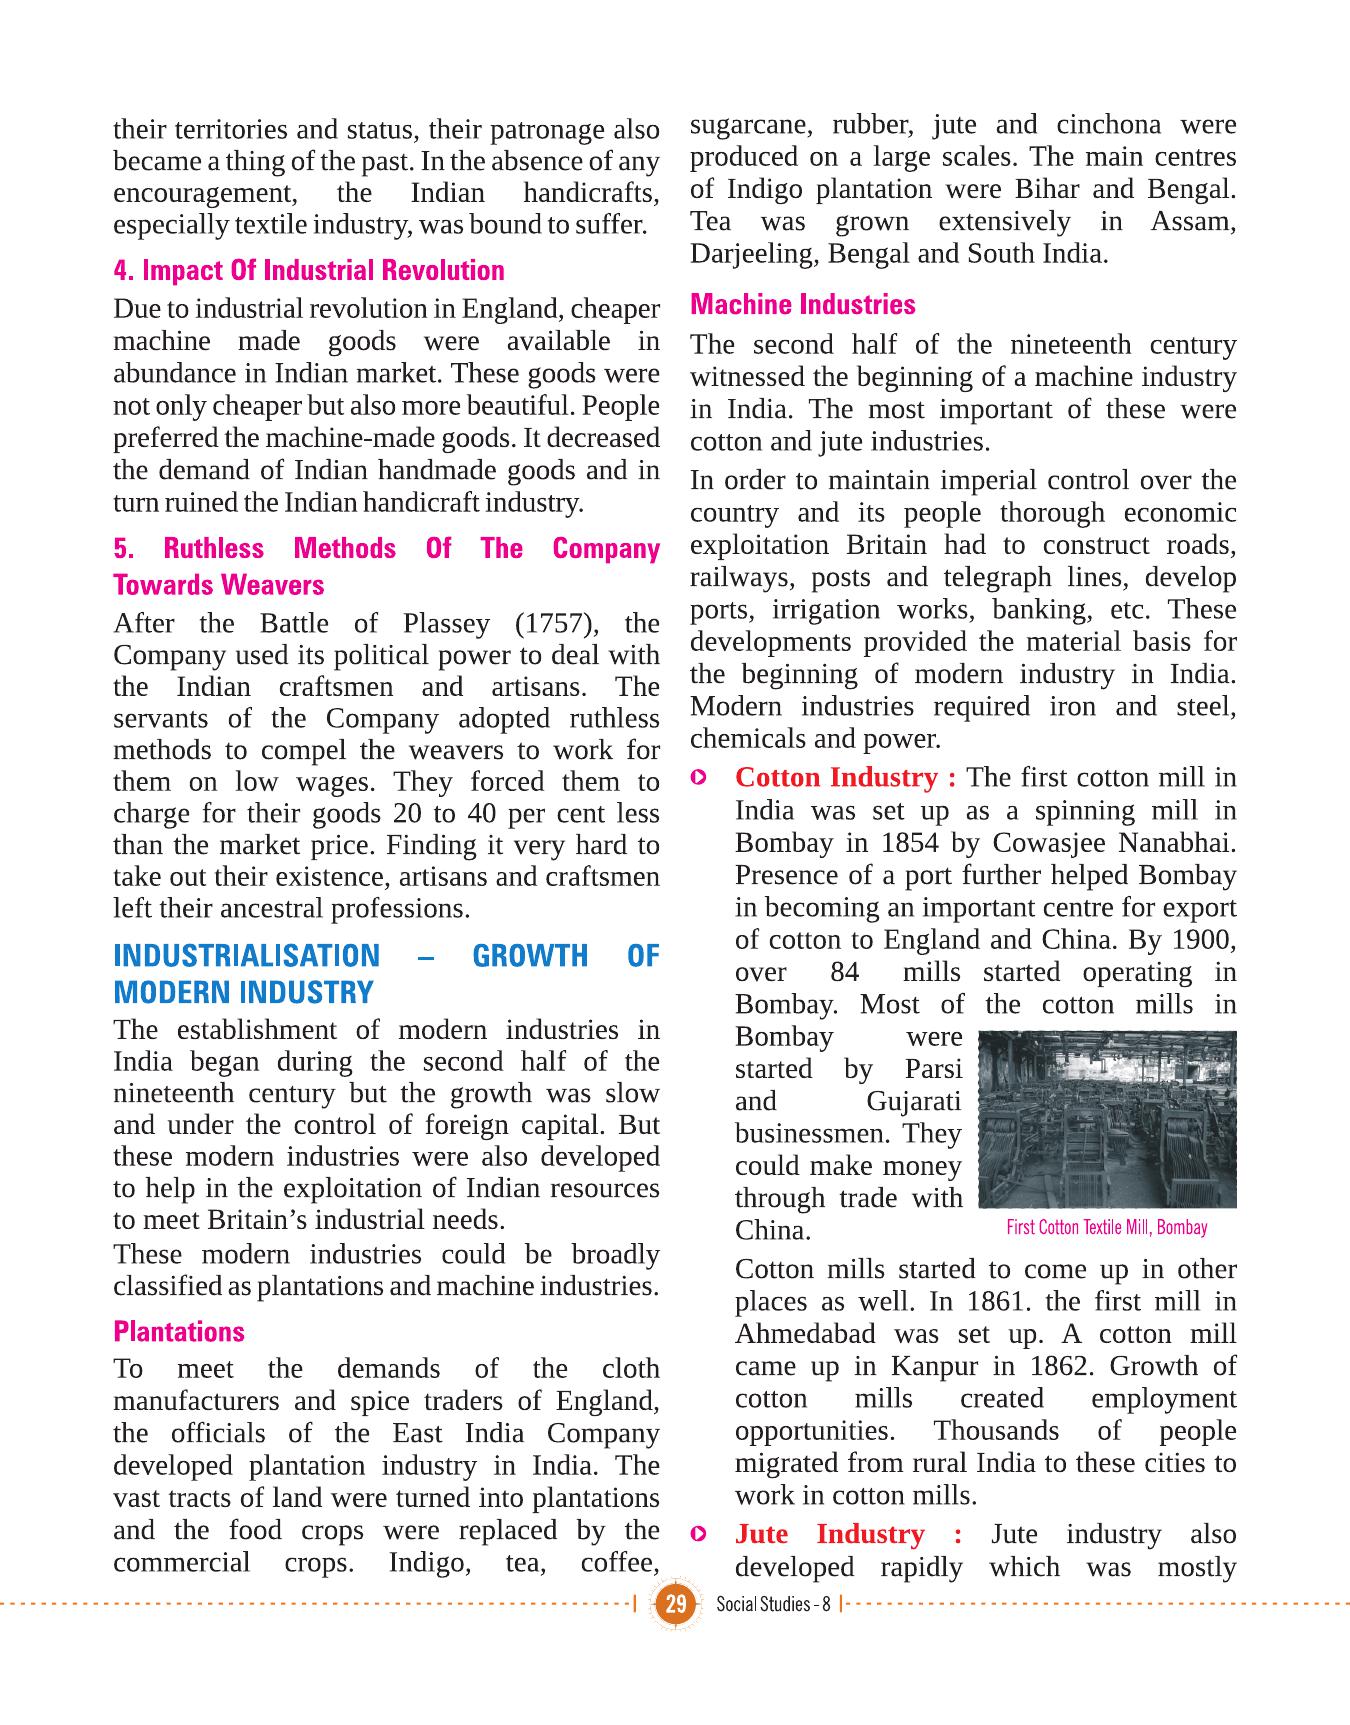 their territories and status, their patronage also
became a thing of the past. In the absence of any
encouragement, the Indian handicrafts,
especially textile industry, was bound to suffer.
4. Impact Of Industrial Revolution
Due to industrial revolution in England, cheaper
machine made goods were available in
abundance in Indian market. These goods were
not only cheaper but also more beautiful. People
preferred the machine-made goods. It decreased
the demand of Indian handmade goods and in
turn ruined the Indian handicraft industry.
5. Ruthless Methods Of The Company
Towards Weavers
After the Battle of Plassey (1757), the
Company used its political power to deal with
the Indian craftsmen and artisans. The
servants of the Company adopted ruthless
methods to compel the weavers to work for
them on low wages. They forced them to
charge for their goods 20 to 40 per cent less
than the market price. Finding it very hard to
take out their existence, artisans and craftsmen
left their ancestral professions.
INDUSTRIALISATION – GROWTH OF
MODERN INDUSTRY
The establishment of modern industries in
India began during the second half of the
nineteenth century but the growth was slow
and under the control of foreign capital. But
these modern industries were also developed
to help in the exploitation of Indian resources
to meet Britain’s industrial needs.
These modern industries could be broadly
classified as plantations and machine industries.
Plantations
To meet the demands of the cloth
manufacturers and spice traders of England,
the officials of the East India Company
developed plantation industry in India. The
vast tracts of land were turned into plantations
and the food crops were replaced by the
commercial crops. Indigo, tea, coffee,
sugarcane, rubber, jute and cinchona were
produced on a large scales. The main centres
of Indigo plantation were Bihar and Bengal.
Tea was grown extensively in Assam,
Darjeeling, Bengal and South India.
Machine Industries
The second half of the nineteenth century
witnessed the beginning of a machine industry
in India. The most important of these were
cotton and jute industries.
In order to maintain imperial control over the
country and its people thorough economic
exploitation Britain had to construct roads,
railways, posts and telegraph lines, develop
ports, irrigation works, banking, etc. These
developments provided the material basis for
the beginning of modern industry in India.
Modern industries required iron and steel,
chemicals and power.
Cotton Industry : The first cotton mill in
India was set up as a spinning mill in
Bombay in 1854 by Cowasjee Nanabhai.
Presence of a port further helped Bombay
in becoming an important centre for export
of cotton to England and China. By 1900,
over 84 mills started operating in
Bombay. Most of the cotton mills in
Bombay were
started by Parsi
and Gujarati
businessmen. They
could make money
through trade with
China.
First Cotton Textile Mill, Bombay
Cotton mills started to come up in other
places as well. In 1861. the first mill in
Ahmedabad was set up. A cotton mill
came up in Kanpur in 1862. Growth of
cotton mills created employment
opportunities. Thousands of people
migrated from rural India to these cities to
work in cotton mills.
Jute Industry : Jute industry also
developed rapidly which was mostly
29 Social Studies - 8